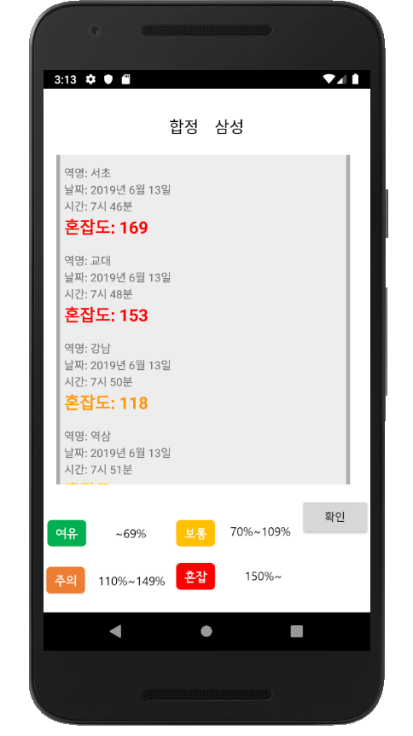 3:13
합정 삼성
역명: 서초
날짜: 2019년 6월 13일
시간: 7시 46분
혼잡도: 169
역명: 교대
날짜: 2019년 6월 13일
시간: 7시 48분
혼잡도: 153
역명: 강남
날짜: 2019년 6월 13일
시간: 7시 50분
혼잡도: 118
역명: 역삼
날짜: 2019년 6월 13일
시간: 7시 51분
확인
여유 ~69% 보통 70%~109%
주의 110%~149% 혼잡 150%~